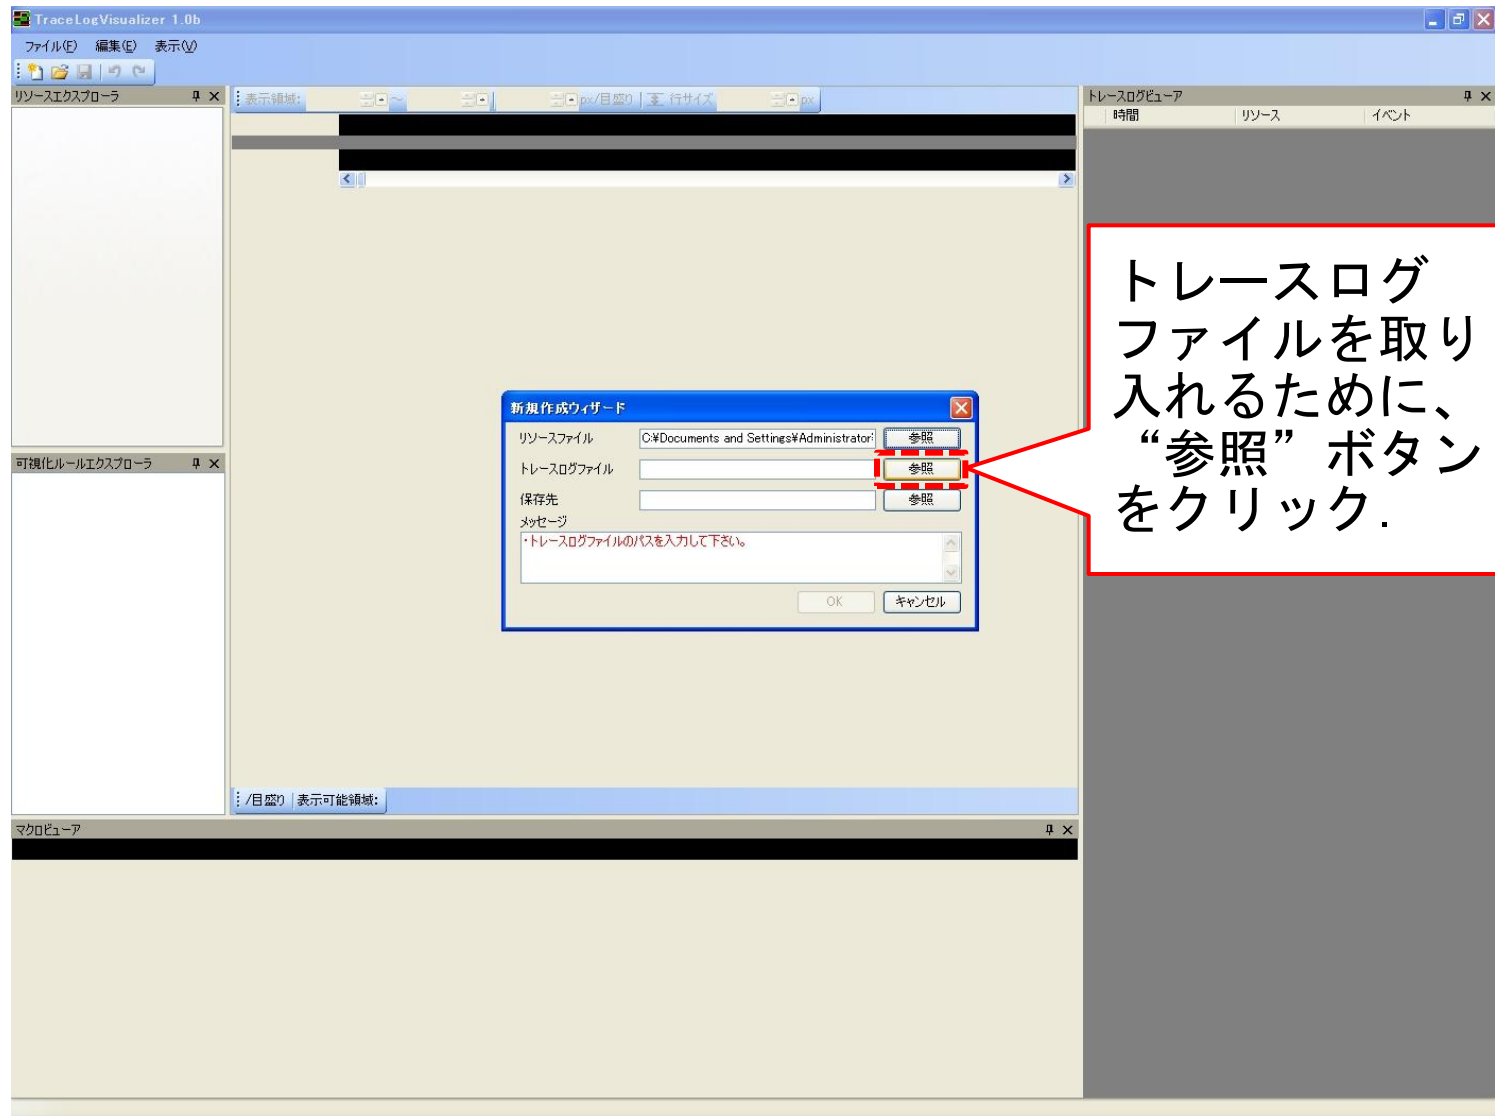 TraceLogVisualizer 1.0b
ファイル(F) 編集(E) 表示(V)
リソースエクスプローラ
表示領域: ～ px/目盛り 行サイズ px
トレースログビューア
時間 リソース イベント
トレースログ
ファイルを取り
入れるために、
“参照”ボタン
をクリック.
新規作成ウィザード
リソースファイル C:¥Documents and Settings¥Administrator¥ 参照
トレースログファイル 参照
保存先 参照
メッセージ
・トレースログファイルのパスを入力して下さい。
OK キャンセル
可視化ルールエクスプローラ
/目盛り 表示可能領域:
マクロビューア